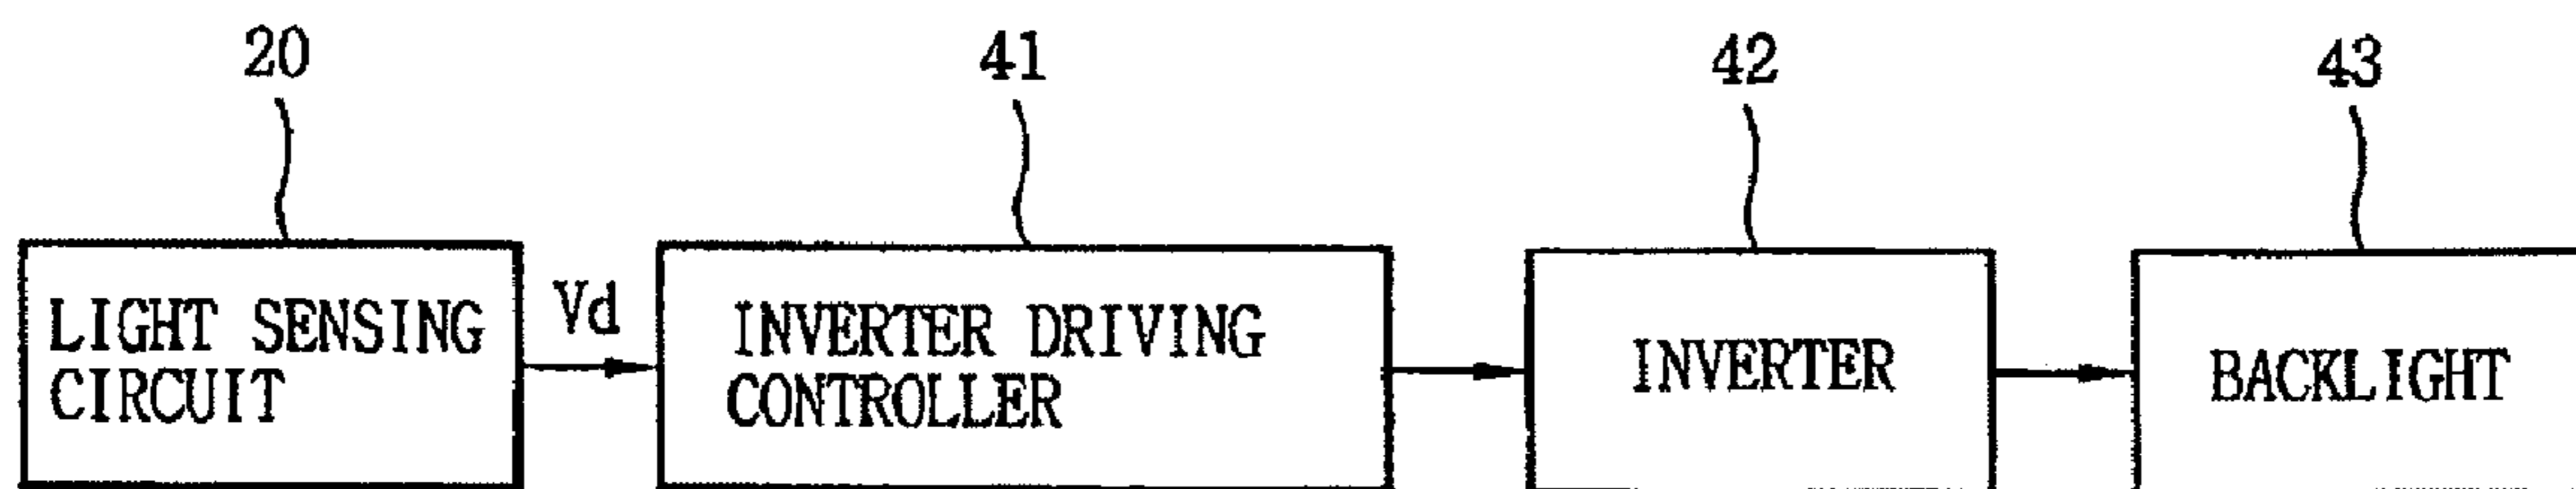 20
41
42
43
LIGHT SENSING
CIRCUIT
Vd
INVERTER DRIVING
CONTROLLER
INVERTER
BACKLIGHT